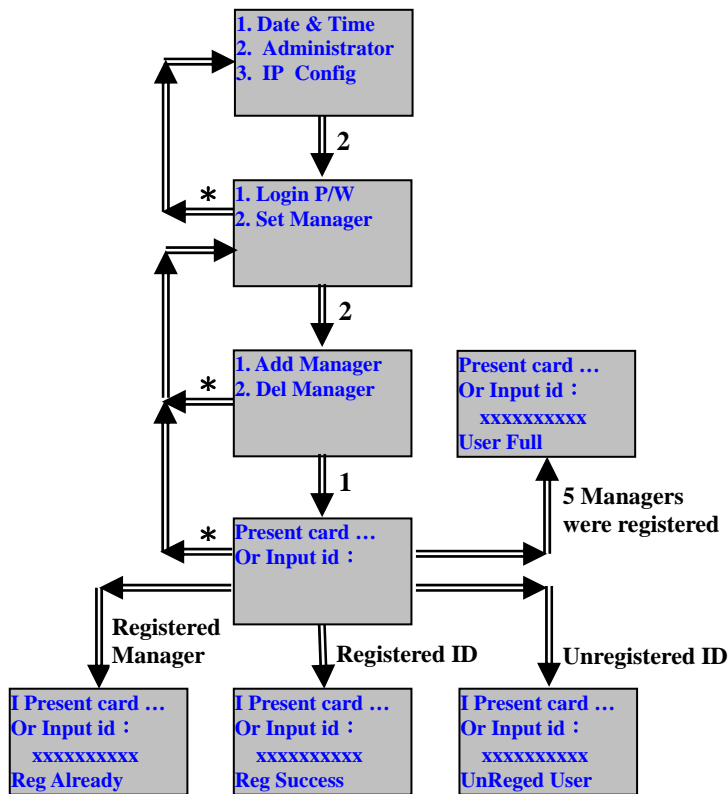 1. Date & Time
2. Administrator
3. IP Config
2
*
1. Login P/W
2. Set Manager
2
*
1. Add Manager
2. Del Manager
Present card …
Or Input id：
xxxxxxxxxx
User Full
1
5 Managers
were registered
*
Present card …
Or Input id：
Registered
Manager
Registered ID
Unregistered ID
I Present card …
Or Input id：
xxxxxxxxxx
Reg Already
I Present card …
Or Input id：
xxxxxxxxxx
Reg Success
I Present card …
Or Input id：
xxxxxxxxxx
UnReged User